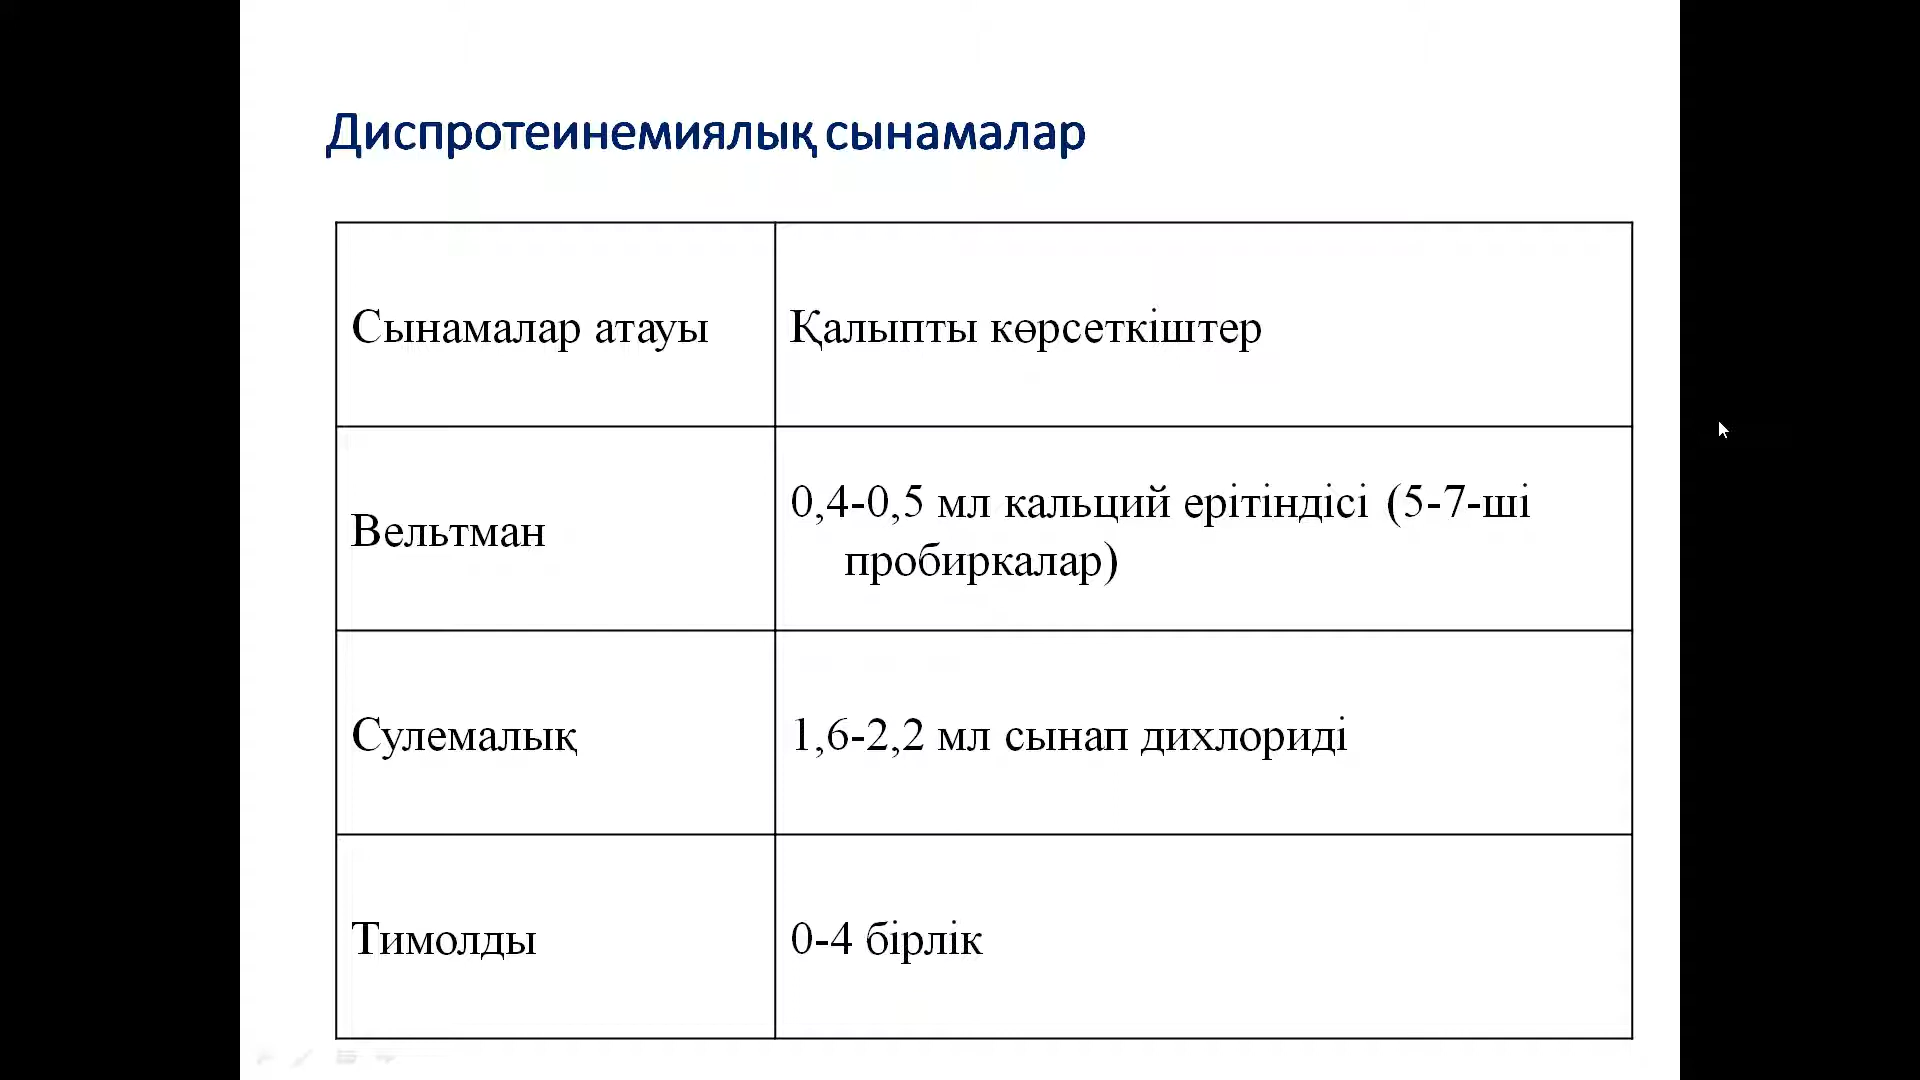 Диспротеинемиялық сынамалар
Сынамалар атауы
Қалыпты көрсеткіштер
Вельтман
0,4-0,5 мл кальций ерітіндісі (5-7-ші
пробиркалар)
Сулемалық
1,6-2,2 мл сынап дихлориді
Тимолды
0-4 бірлік